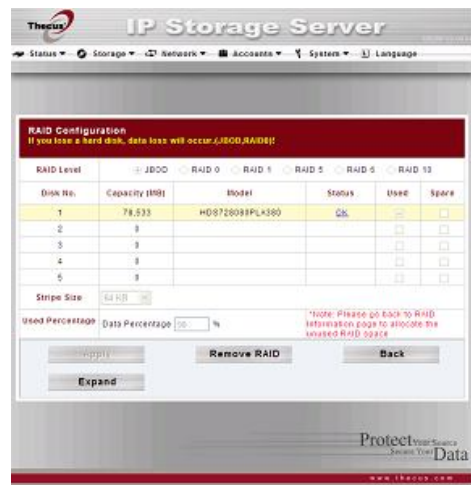 Thecus
IP Storage Server
Status Storage Network Accounts System Language
RAID Configuration
If you lose a hard disk, data loss will occur.(JBOD,RAID0)!
RAID Level JBOD RAID 0 RAID 1 RAID 5 RAID 6 RAID 10
Disk No. Capacity (MB) Model Status Used Spare
1 78,533 OK
2 0
3 0
4 0
5 0
Stripe Size 64 KB
Used Percentage Data Percentage %
*Note: Please go back to RAID
Information page to allocate the
unused RAID space
Apply Remove RAID Back
Expand
Protect Your Source
Secure Your Data
www.thecus.com